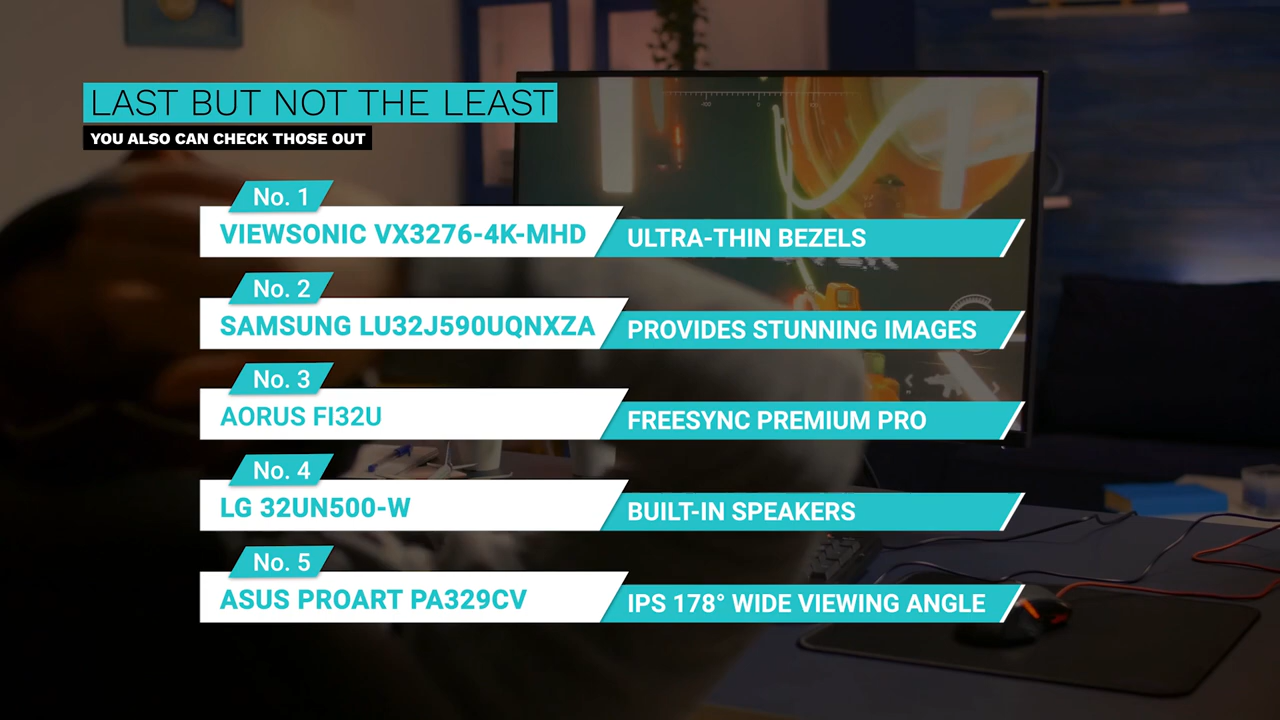 LAST BUT NOT THE LEAST
YOU ALSO CAN CHECK THOSE OUT
No. 1
VIEWSONIC VX3276-4K-MHD
ULTRA-THIN BEZELS
No. 2
SAMSUNG LU32J590UQNXZA
PROVIDES STUNNING IMAGES
No. 3
AORUS FI32U
FREESYNC PREMIUM PRO
No. 4
LG 32UN500-W
BUILT-IN SPEAKERS
No. 5
ASUS PROART PA329CV
IPS 178° WIDE VIEWING ANGLE